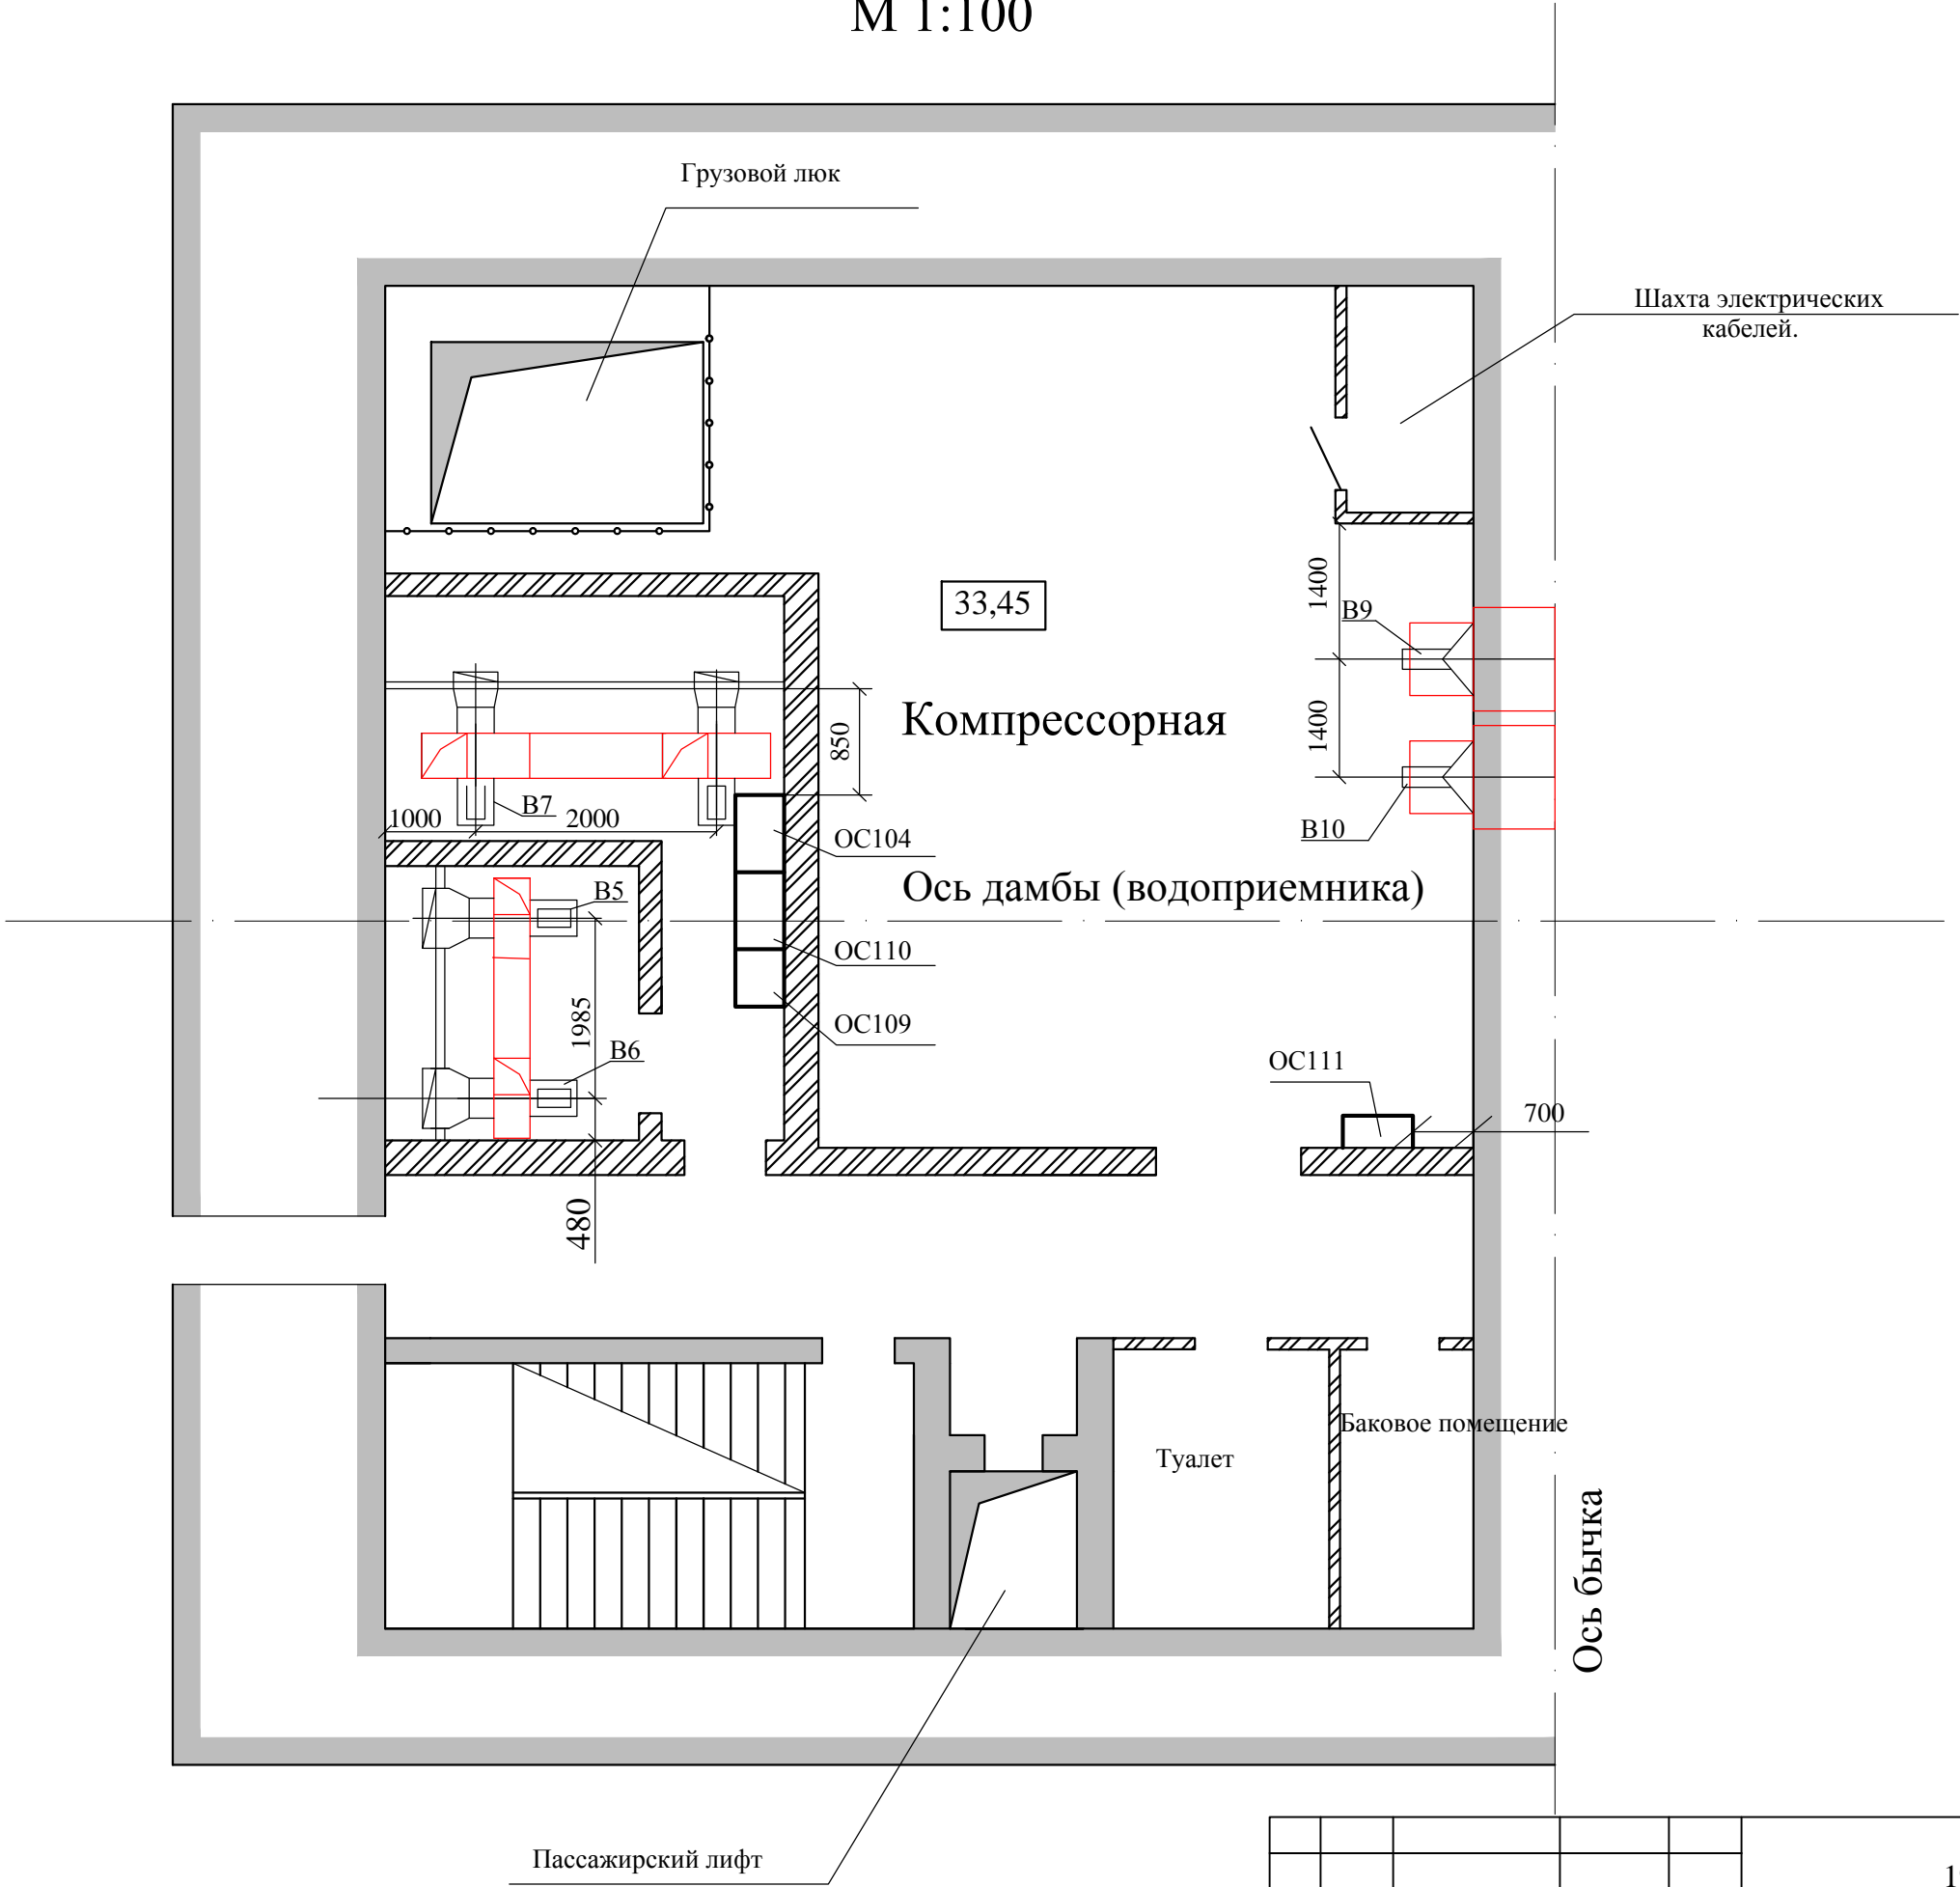 М 1:100
Грузовой люк
Шахта электрических
кабелей.
33,45
1400
В9
Компрессорная
850
1400
В7
1000
2000
ОС104
В10
Ось дамбы (водоприемника)
В5
ОС110
1985
ОС109
В6
ОС111
700
480
Баковое помещение
Туалет
Ось бычка
Пассажирский лифт
1